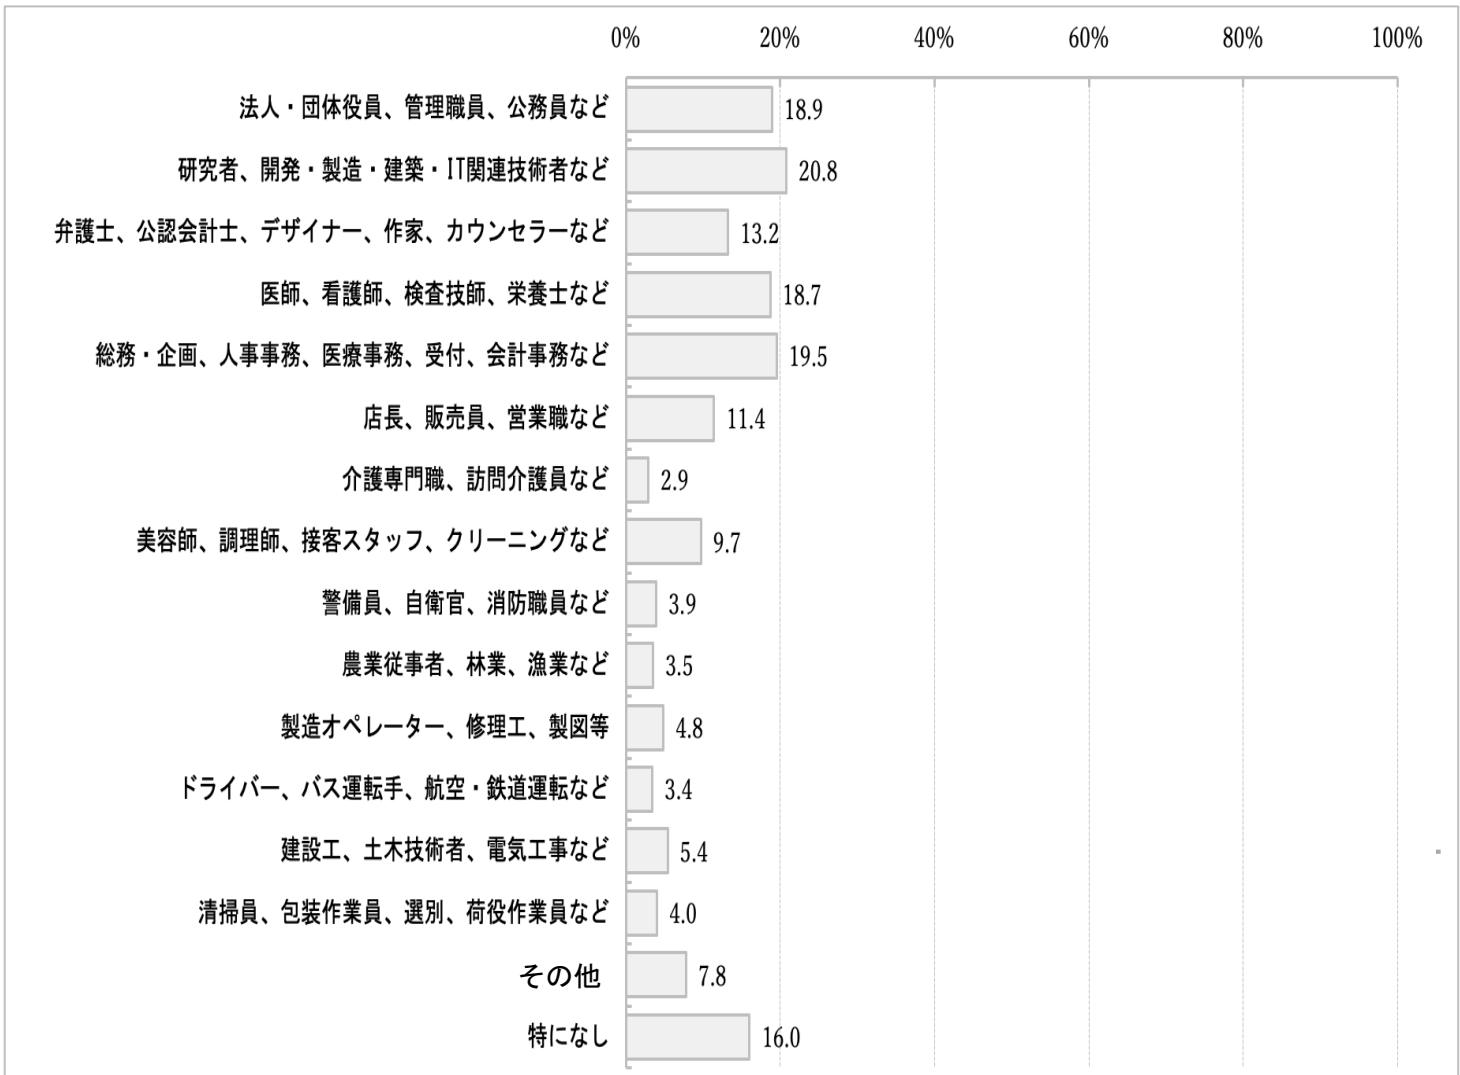 0% 20% 40% 60% 80% 100%
法人・団体役員、管理職員、公務員など 18.9
研究者、開発・製造・建築・IT関連技術者など 20.8
弁護士、公認会計士、デザイナー、作家、カウンセラーなど 13.2
医師、看護師、検査技師、栄養士など 18.7
総務・企画、人事事務、医療事務、受付、会計事務など 19.5
店長、販売員、営業職など 11.4
介護専門職、訪問介護員など 2.9
美容師、調理師、接客スタッフ、クリーニングなど 9.7
警備員、自衛官、消防職員など 3.9
農業従事者、林業、漁業など 3.5
製造オペレーター、修理工、製図等 4.8
ドライバー、バス運転手、航空・鉄道運転など 3.4
建設工、土木技術者、電気工事など 5.4
清掃員、包装作業員、選別、荷役作業員など 4.0
その他 7.8
特になし 16.0